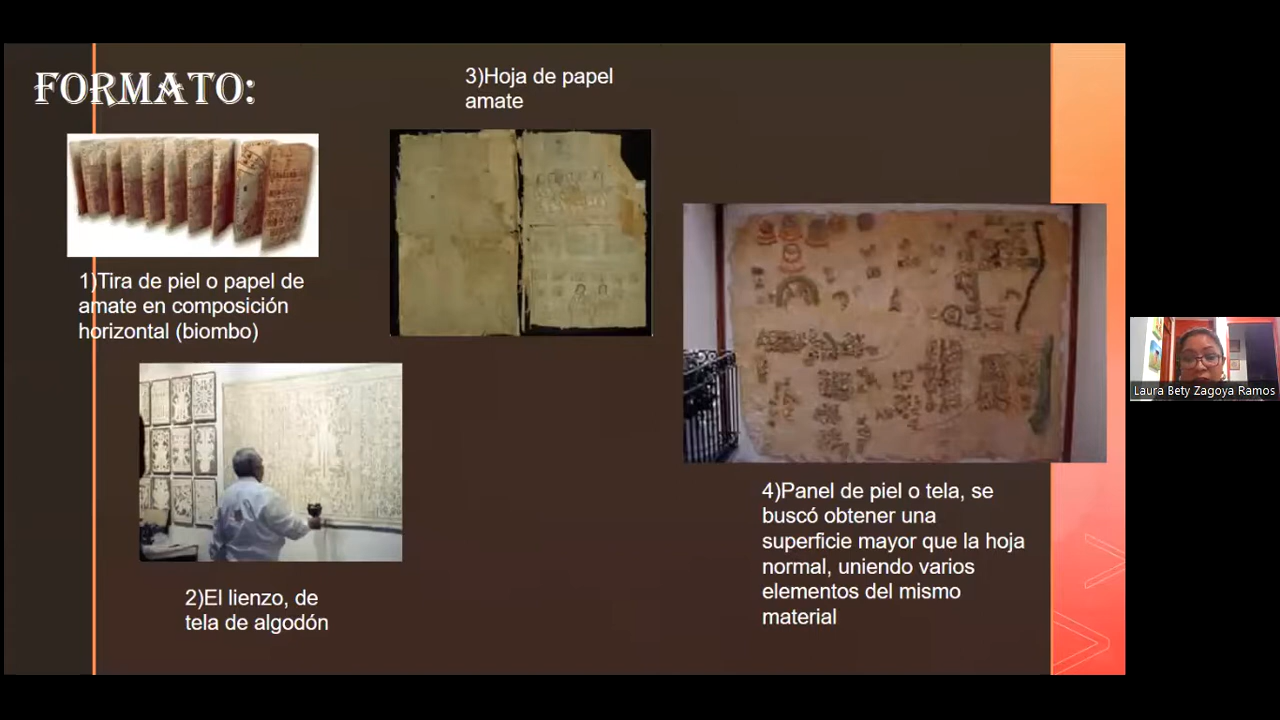 FORMATO:
3)Hoja de papel
amate
1)Tira de piel o papel de
amate en composición
horizontal (biombo)
2)El lienzo, de
tela de algodón
4)Panel de piel o tela, se
buscó obtener una
superficie mayor que la hoja
normal, uniendo varios
elementos del mismo
material
Laura Bety Zagoya Ramos